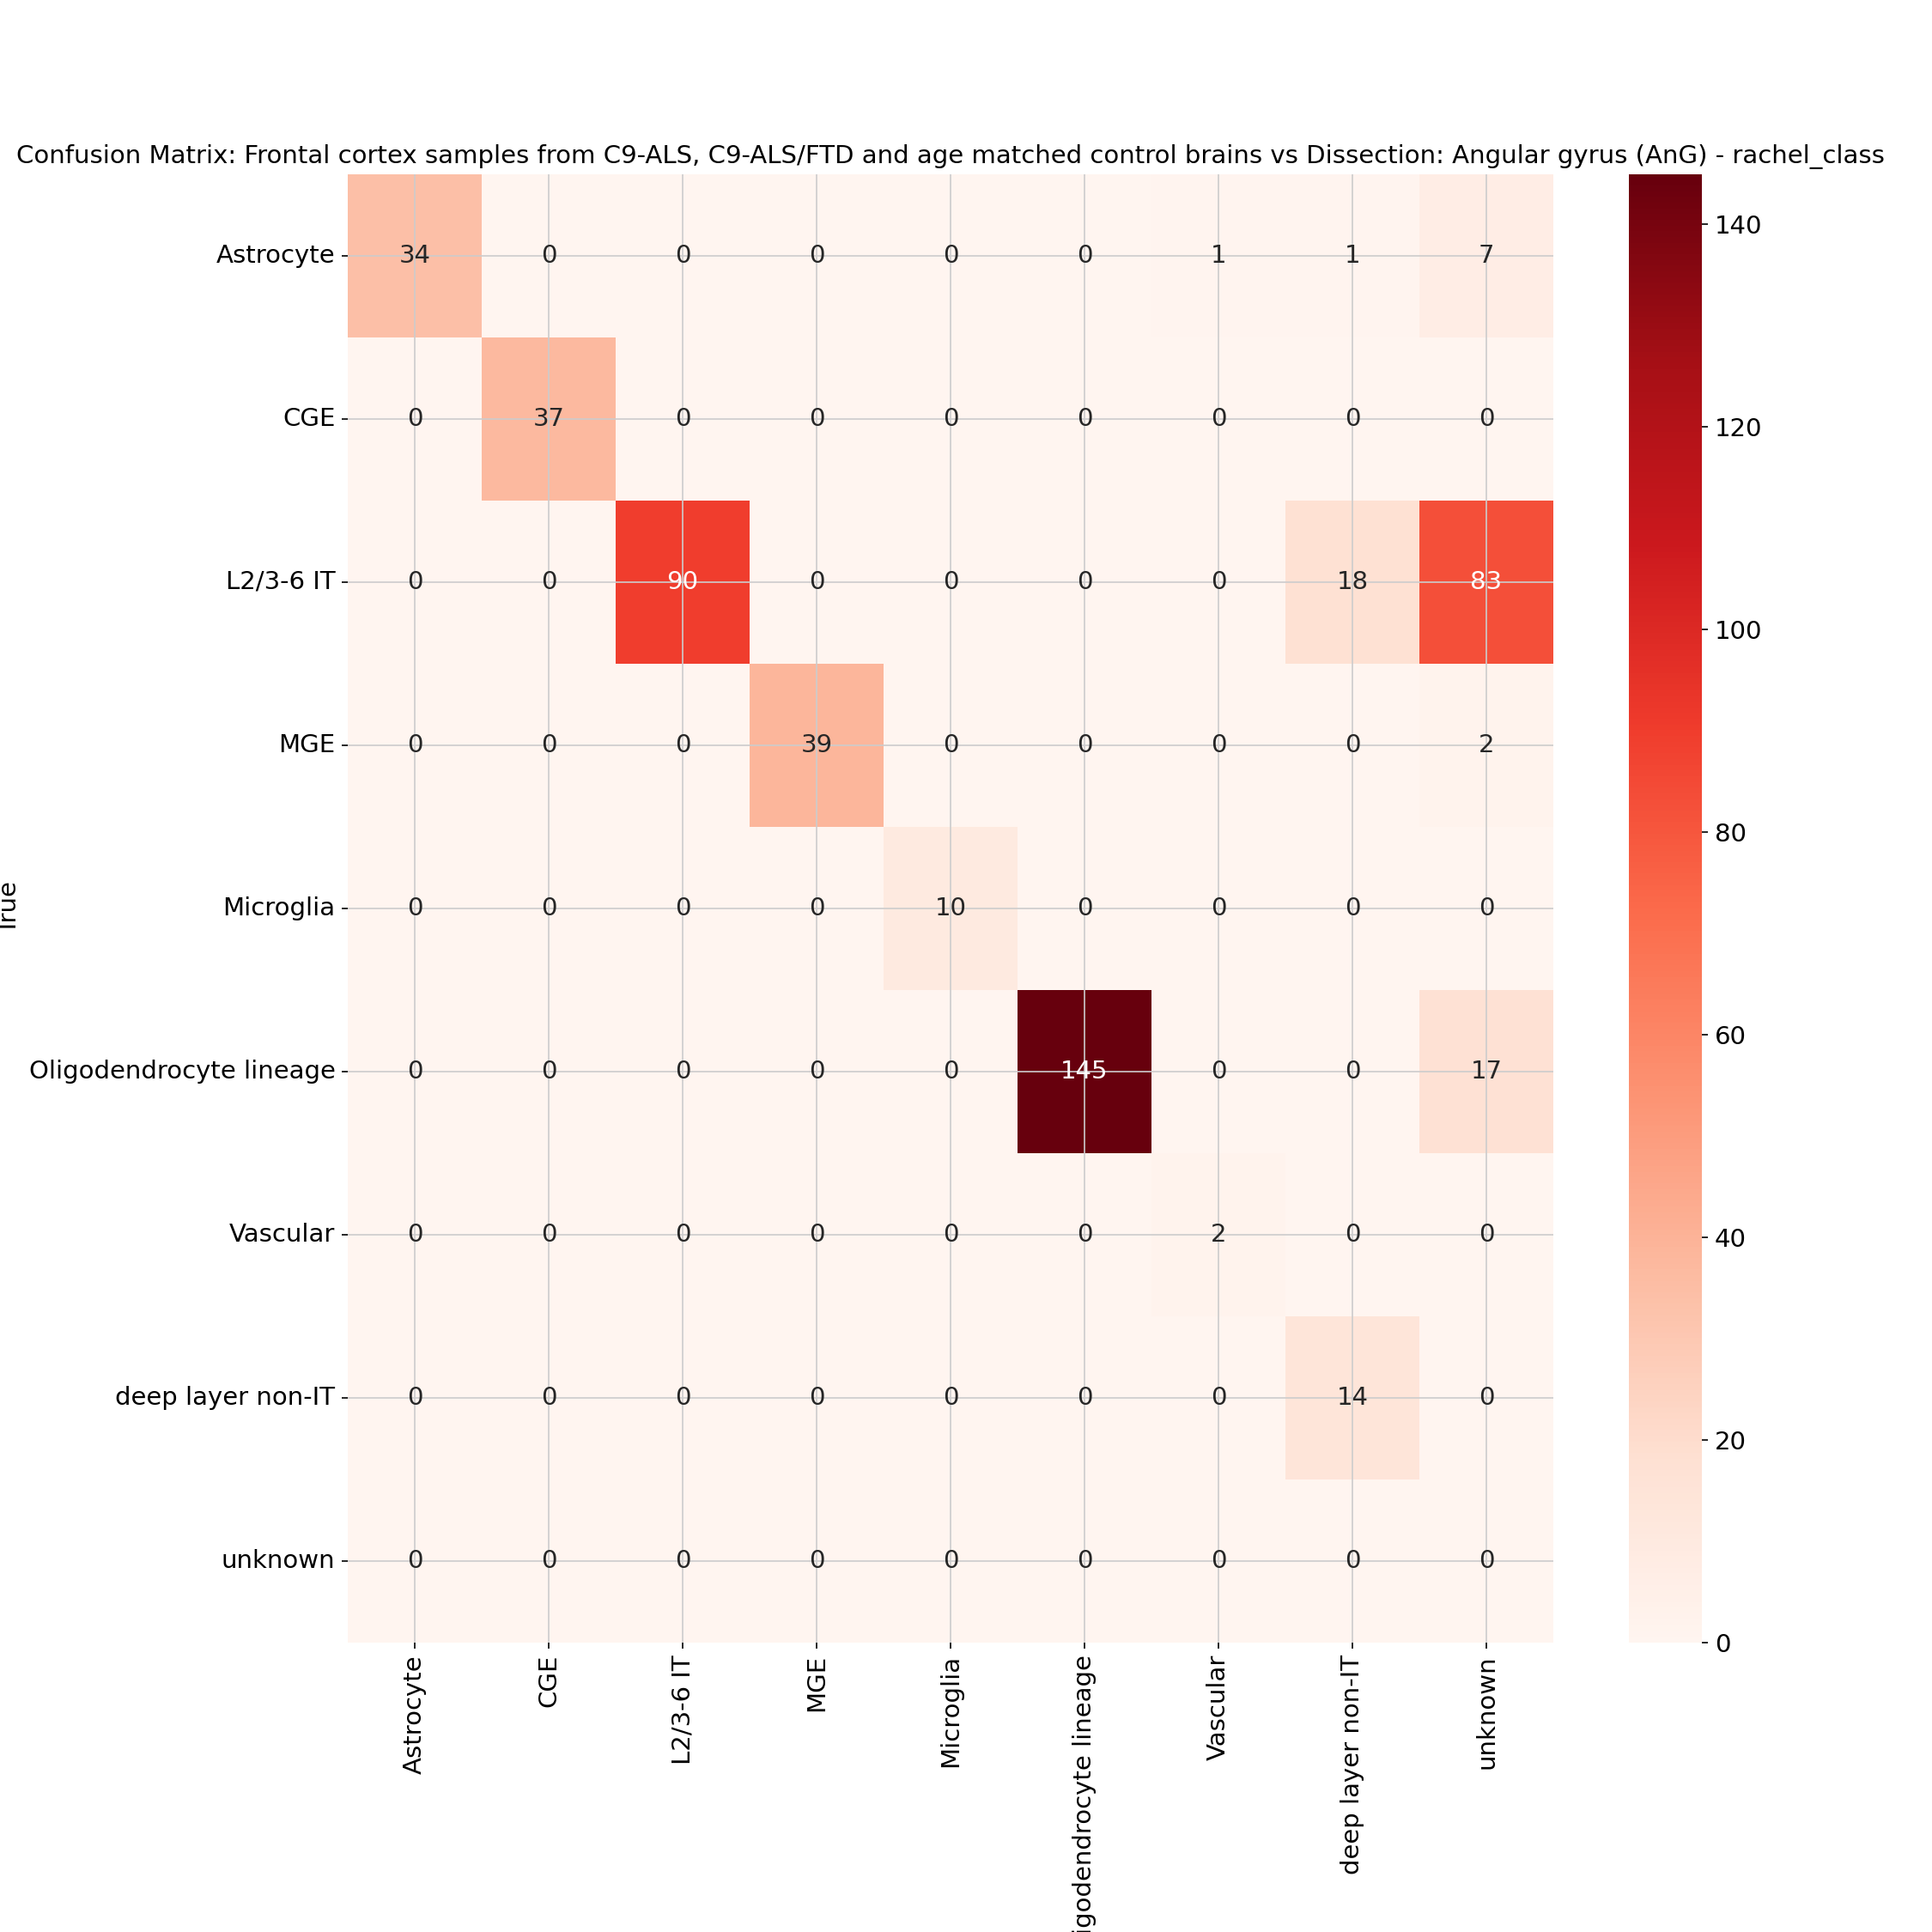 Confusion Matrix: Frontal cortex samples from C9-ALS, C9-ALS/FTD and age matched control brains vs Dissection: Angular gyrus (AnG) - rachel_class
Astrocyte 34 0 0 0 0 0 1 1 7
CGE 0 37 0 0 0 0 0 0 0
L2/3-6 IT 0 0 90 0 0 0 0 18 83
MGE 0 0 0 39 0 0 0 0 2
Microglia 0 0 0 0 10 0 0 0 0
Oligodendrocyte lineage 0 0 0 0 0 145 0 0 17
Vascular 0 0 0 0 0 0 2 0 0
deep layer non-IT 0 0 0 0 0 0 0 14 0
unknown 0 0 0 0 0 0 0 0 0
True
Astrocyte
CGE
L2/3-6 IT
MGE
Microglia
igodendrocyte lineage
Vascular
deep layer non-IT
unknown
140
120
100
80
60
40
20
0